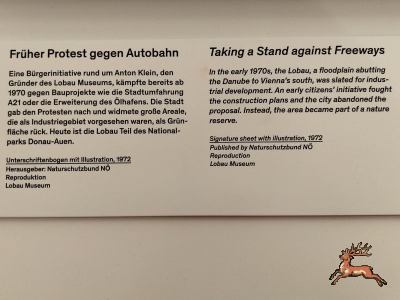 Früher Protest gegen Autobahn
Eine Bürgerinitiative rund um Anton Klein, den
Gründer des Lobau Museums, kämpfte bereits ab
1970 gegen Bauprojekte wie die Stadtumfahrung
A21 oder die Erweiterung des Ölhafens. Die Stadt
gab den Protesten nach und widmete große Areale,
die als Industriegebiet vorgesehen waren, als Grün-
fläche rück. Heute ist die Lobau Teil des National-
parks Donau-Auen.
Unterschriftenbogen mit Illustration, 1972
Herausgeber: Naturschutzbund NÖ
Reproduktion
Lobau Museum
Taking a Stand against Freeways
In the early 1970s, the Lobau, a floodplain abutting
the Danube to Vienna's south, was slated for indus-
trial development. An early citizens' initiative fought
the construction plans and the city abandoned the
proposal. Instead, the area became part of a nature
reserve.
Signature sheet with illustration, 1972
Published by Naturschutzbund NÖ
Reproduction
Lobau Museum